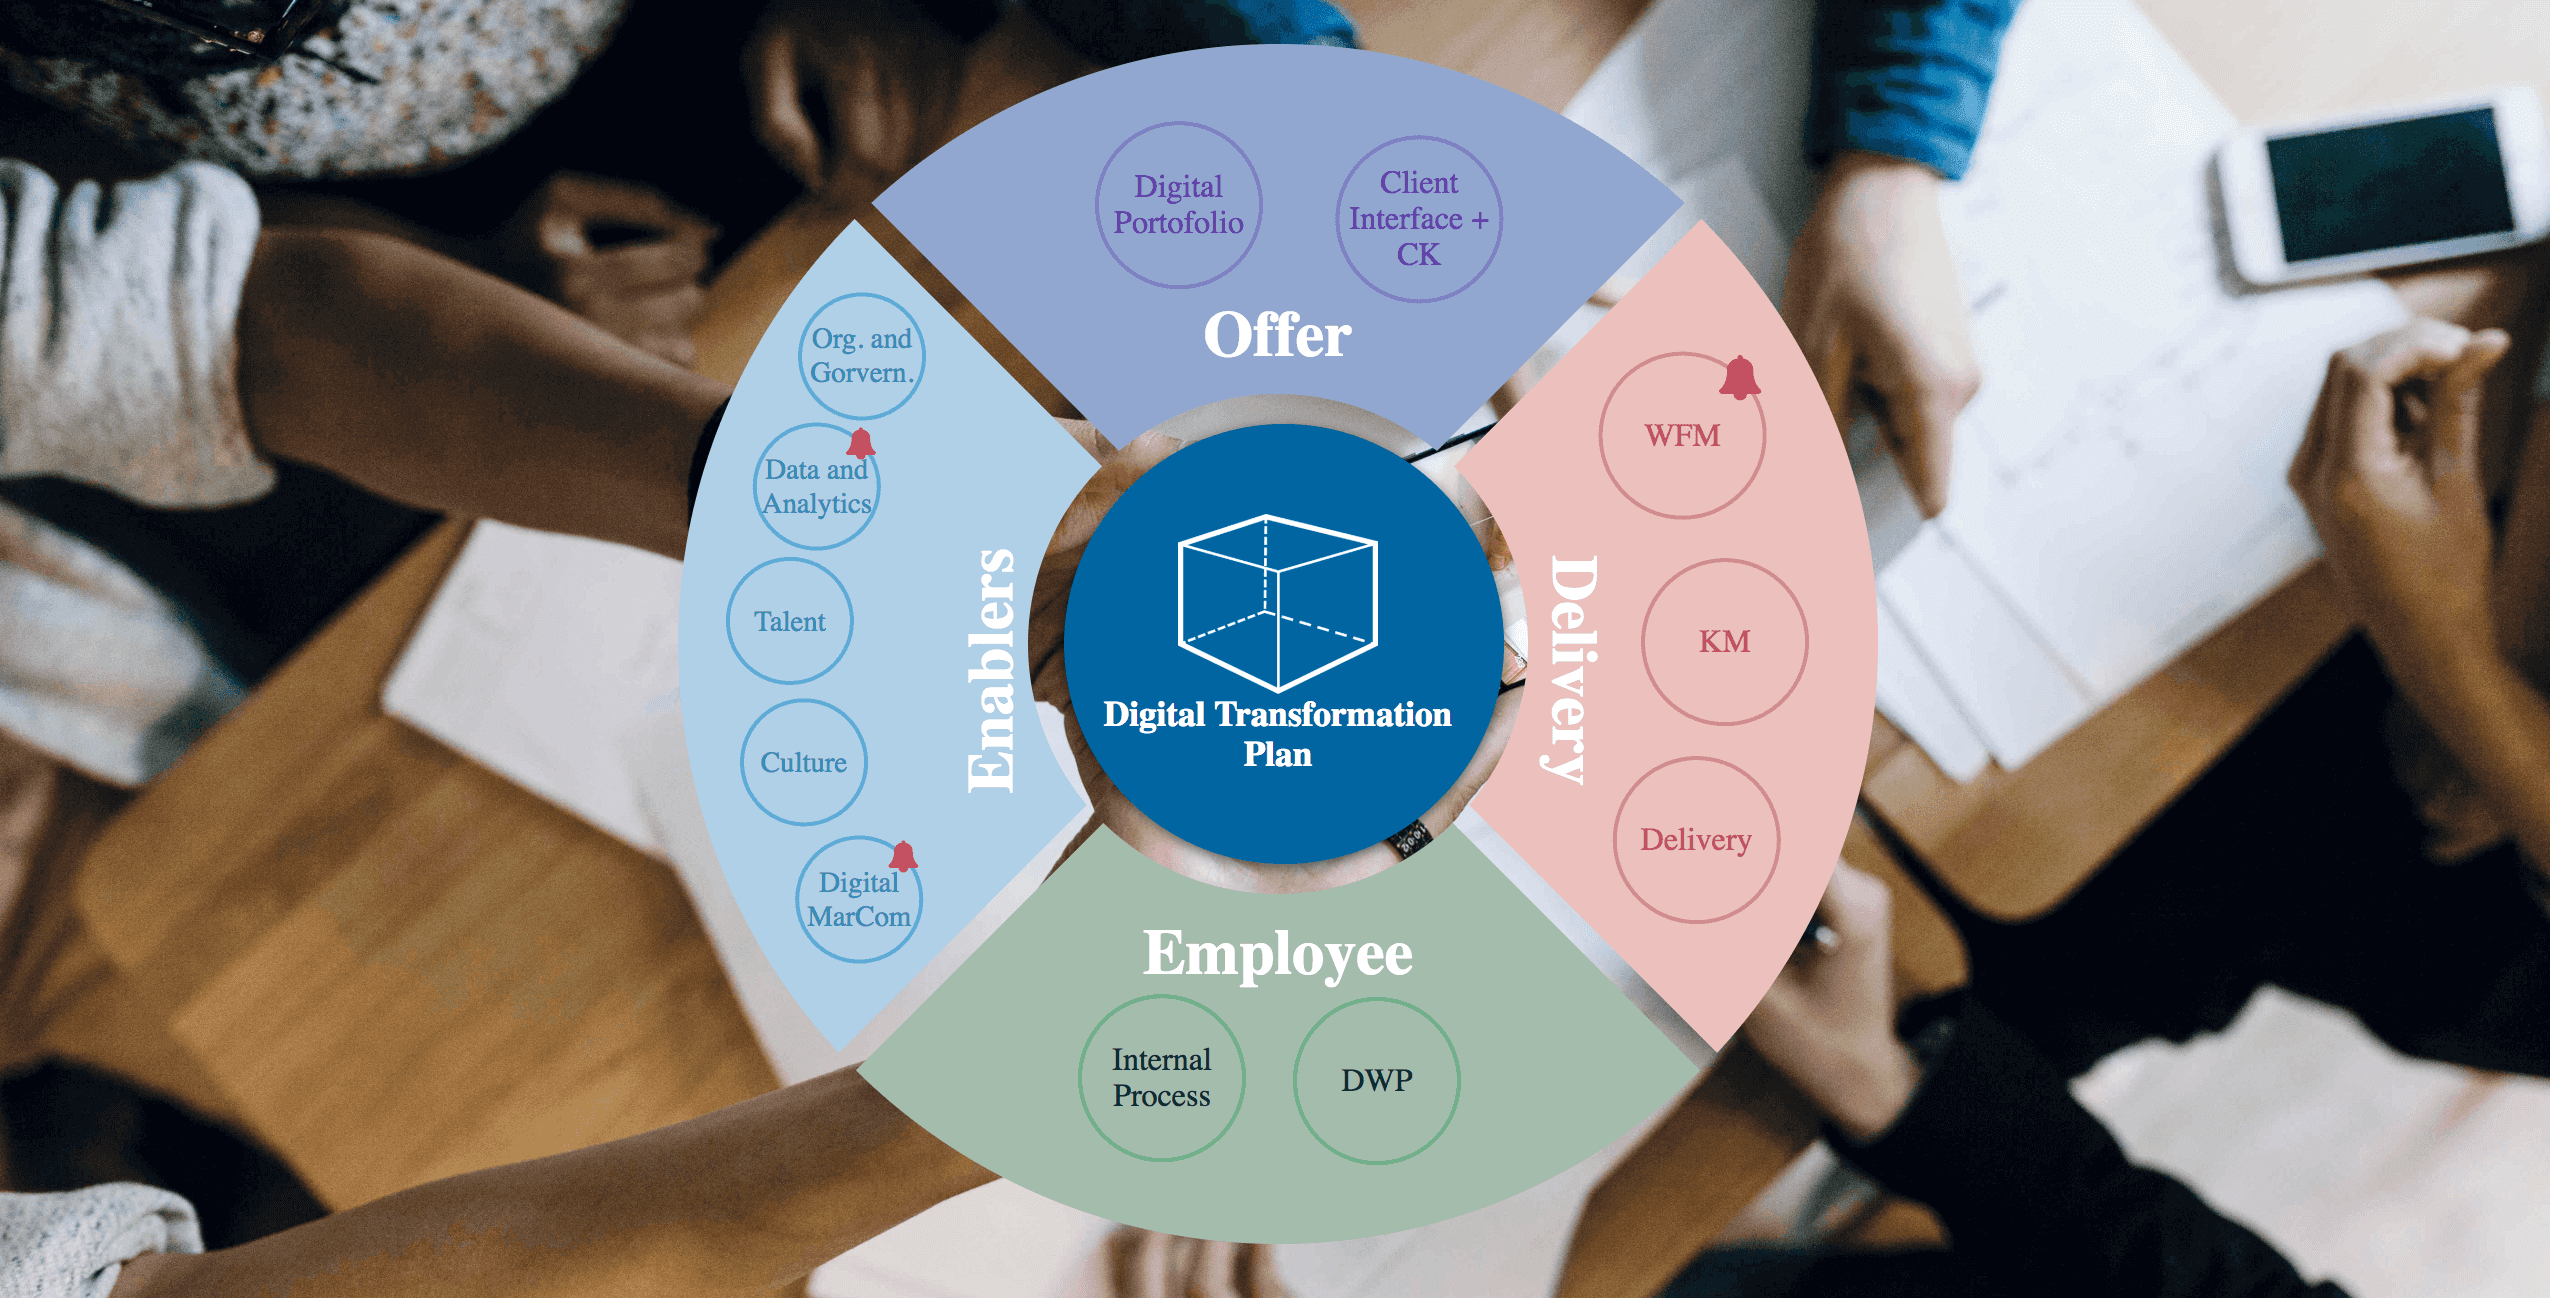 Digital
Portofolio
Client
Interface +
CK
Offer
Org. and
Gorvern.
Data and
Analytics
Talent
Culture
Digital
MarCom
Enablers
Digital Transformation
Plan
WFM
KM
Delivery
Delivery
Employee
Internal
Process
DWP